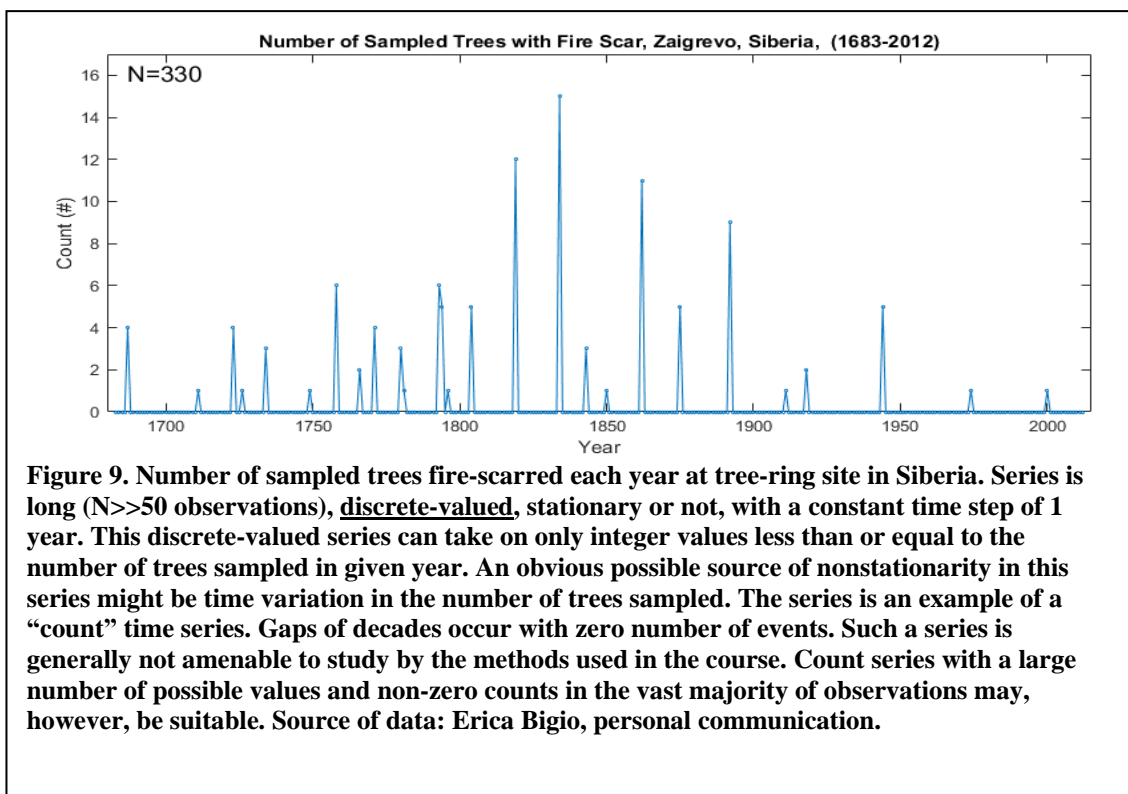 Number of Sampled Trees with Fire Scar, Zaigrevo, Siberia,  (1683-2012)
N=330
16
14
12
10
8
6
4
2
0
Count (#)
1700 1750 1800 1850 1900 1950 2000
Year
Figure 9. Number of sampled trees fire-scarred each year at tree-ring site in Siberia. Series is
long (N>>50 observations), discrete-valued, stationary or not, with a constant time step of 1
year. This discrete-valued series can take on only integer values less than or equal to the
number of trees sampled in given year. An obvious possible source of nonstationarity in this
series might be time variation in the number of trees sampled. The series is an example of a
“count” time series. Gaps of decades occur with zero number of events. Such a series is
generally not amenable to study by the methods used in the course. Count series with a large
number of possible values and non-zero counts in the vast majority of observations may,
however, be suitable. Source of data: Erica Bigio, personal communication.